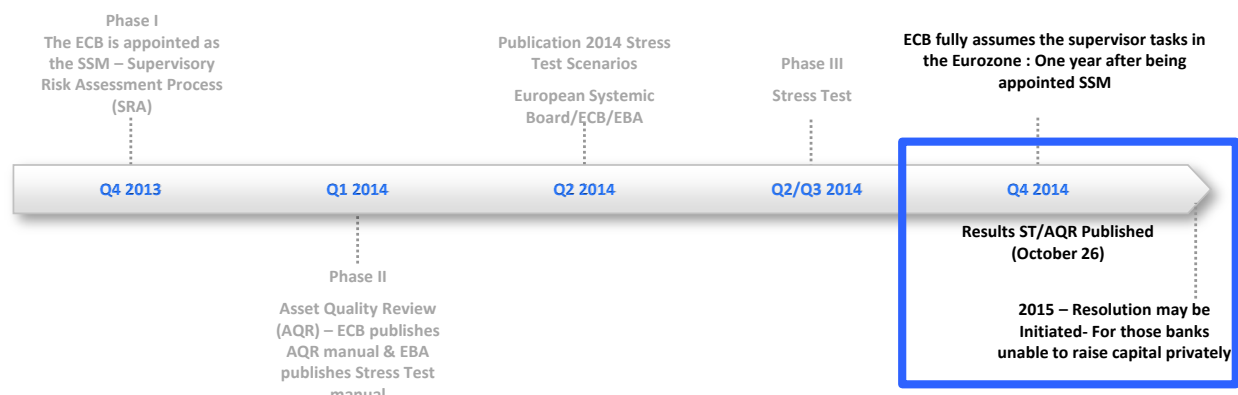 Phase I
The ECB is appointed as
the SSM – Supervisory
Risk Assessment Process
(SRA)
Publication 2014 Stress
Test Scenarios
European Systemic
Board/ECB/EBA
Phase III
Stress Test
ECB fully assumes the supervisor tasks in
the Eurozone : One year after being
appointed SSM
Q4 2013
Q1 2014
Q2 2014
Q2/Q3 2014
Q4 2014
Phase II
Asset Quality Review
(AQR) – ECB publishes
AQR manual & EBA
publishes Stress Test
manual
Results ST/AQR Published
(October 26)
2015 – Resolution may be
Initiated- For those banks
unable to raise capital privately